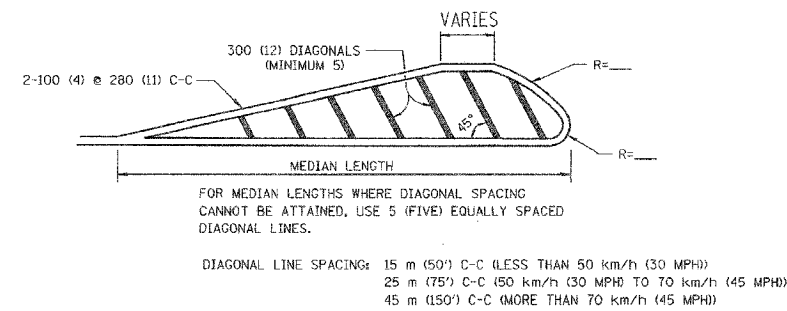 VARIES
300 (12) DIAGONALS
(MINIMUM 5)
R=___
2-100 (4) @ 280 (11) C-C
45°
R=___
MEDIAN LENGTH
FOR MEDIAN LENGTHS WHERE DIAGONAL SPACING
CANNOT BE ATTAINED, USE 5 (FIVE) EQUALLY SPACED
DIAGONAL LINES.
DIAGONAL LINE SPACING: 15 m (50') C-C (LESS THAN 50 km/h (30 MPH))
25 m (75') C-C (50 km/h (30 MPH) TO 70 km/h (45 MPH))
45 m (150') C-C (MORE THAN 70 km/h (45 MPH))